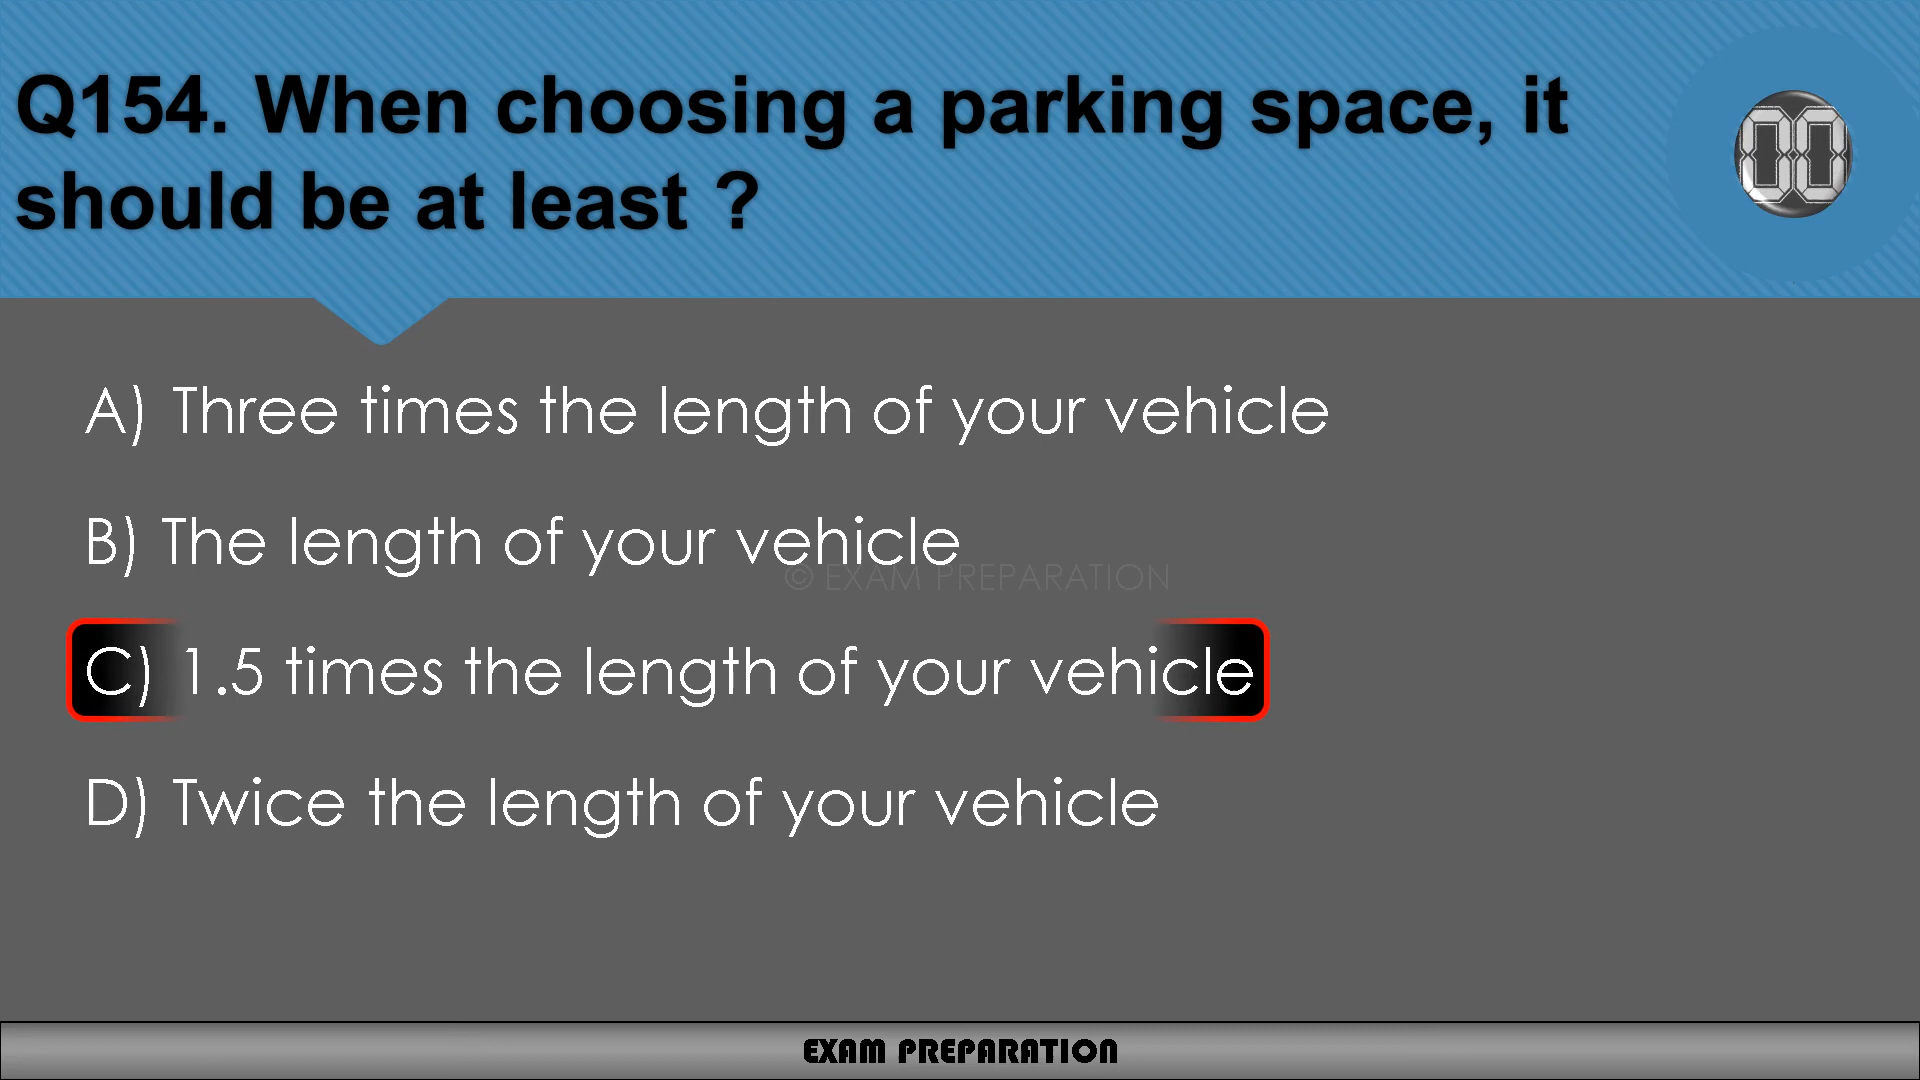 Q154. When choosing a parking space, it
should be at least ?
00
A) Three times the length of your vehicle
B) The length of your vehicle
© EXAM PREPARATION
C) 1.5 times the length of your vehicle
D) Twice the length of your vehicle
EXAM PREPARATION